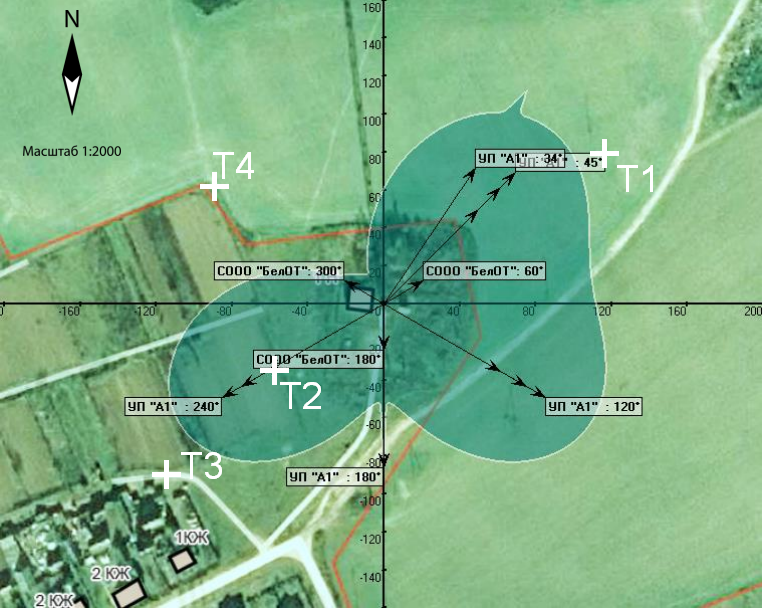 N
Масштаб 1:2000
160
140
120
100
80
T4
УП "А1" : 34°
УП "А1" : 45°
T1
60
40
20
СООО "БелОТ": 300°
СООО "БелОТ": 60°
-160
-120
-80
-40
0
40
80
120
160
200
-20
СООО "БелОТ": 180°
-40
T2
УП "А1" : 240°
УП "А1" : 120°
-60
-80
T3
УП "А1" : 180°
-100
-120
1КЖ
-140
2 КЖ
2 КЖ